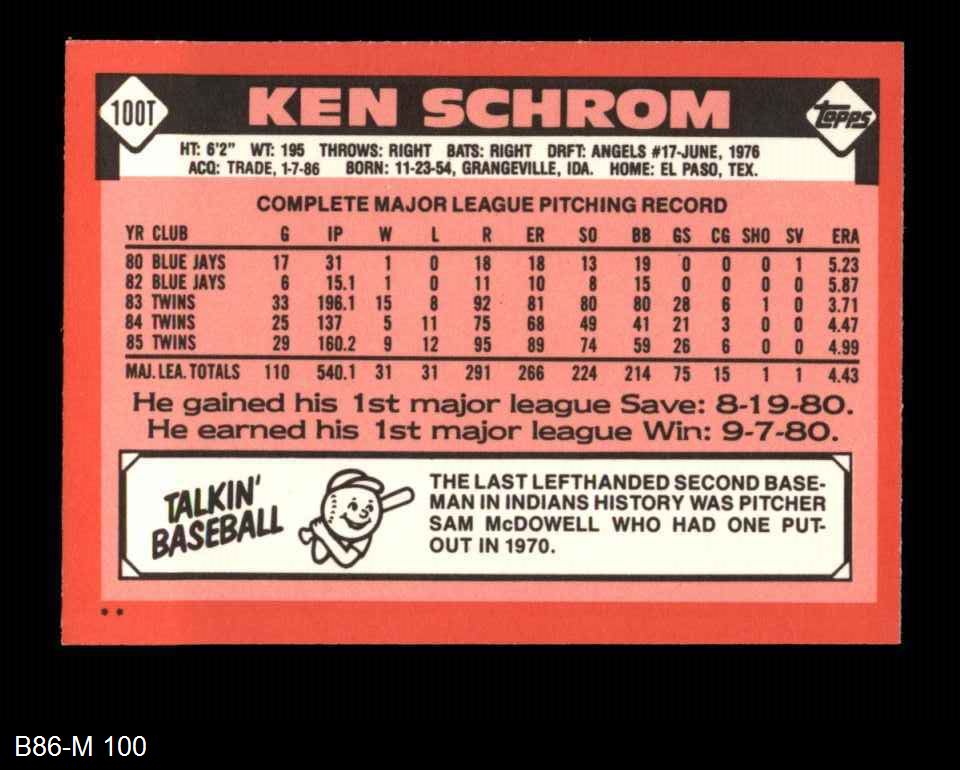 100T
KEN SCHROM
Topps
HT: 6'2" WT: 195 THROWS: RIGHT BATS: RIGHT DRFT: ANGELS #17-JUNE, 1976
ACQ: TRADE, 1-7-86 BORN: 11-23-54, GRANGEVILLE, IDA. HOME: EL PASO, TEX.
COMPLETE MAJOR LEAGUE PITCHING RECORD
YR CLUB G IP W L R ER SO BB GS CG SHO SV ERA
80 BLUE JAYS 17 31 1 0 18 18 13 19 0 0 0 1 5.23
82 BLUE JAYS 6 15.1 1 0 11 10 8 15 0 0 0 0 5.87
83 TWINS 33 196.1 15 8 92 81 80 80 28 6 1 0 3.71
84 TWINS 25 137 5 11 75 68 49 41 21 3 0 0 4.47
85 TWINS 29 160.2 9 12 95 89 74 59 26 6 0 0 4.99
MAJ. LEA. TOTALS 110 540.1 31 31 291 266 224 214 75 15 1 1 4.43
He gained his 1st major league Save: 8-19-80.
He earned his 1st major league Win: 9-7-80.
TALKIN'
BASEBALL
THE LAST LEFTHANDED SECOND BASE-
MAN IN INDIANS HISTORY WAS PITCHER
SAM McDOWELL WHO HAD ONE PUT-
OUT IN 1970.
* *
B86-M 100